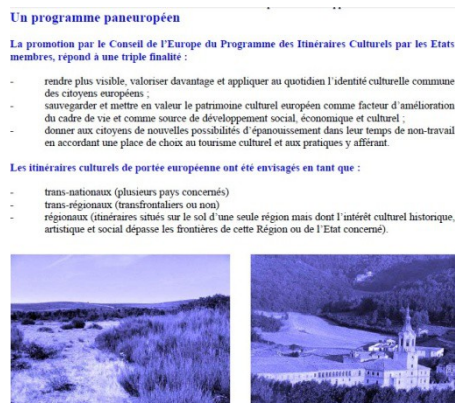 Un programme paneuropéen
La promotion par le Conseil de l'Europe du Programme des Itinéraires Culturels par les Etats
membres, répond à une triple finalité :
- rendre plus visible, valoriser davantage et appliquer au quotidien l'identité culturelle commune
des citoyens européens ;
- sauvegarder et mettre en valeur le patrimoine culturel européen comme facteur d'amélioration
du cadre de vie et comme source de développement social, économique et culturel ;
- donner aux citoyens de nouvelles possibilités d'épanouissement dans leur temps de non-travail
en accordant une place de choix au tourisme culturel et aux pratiques y afférant.
Les itinéraires culturels de portée européenne ont été envisagés en tant que :
- trans-nationaux (plusieurs pays concernés)
- trans-régionaux (transfrontaliers ou non)
- régionaux (itinéraires situés sur le sol d'une seule région mais dont l'intérêt culturel historique,
artistique et social dépasse les frontières de cette Région ou de l'Etat concerné).